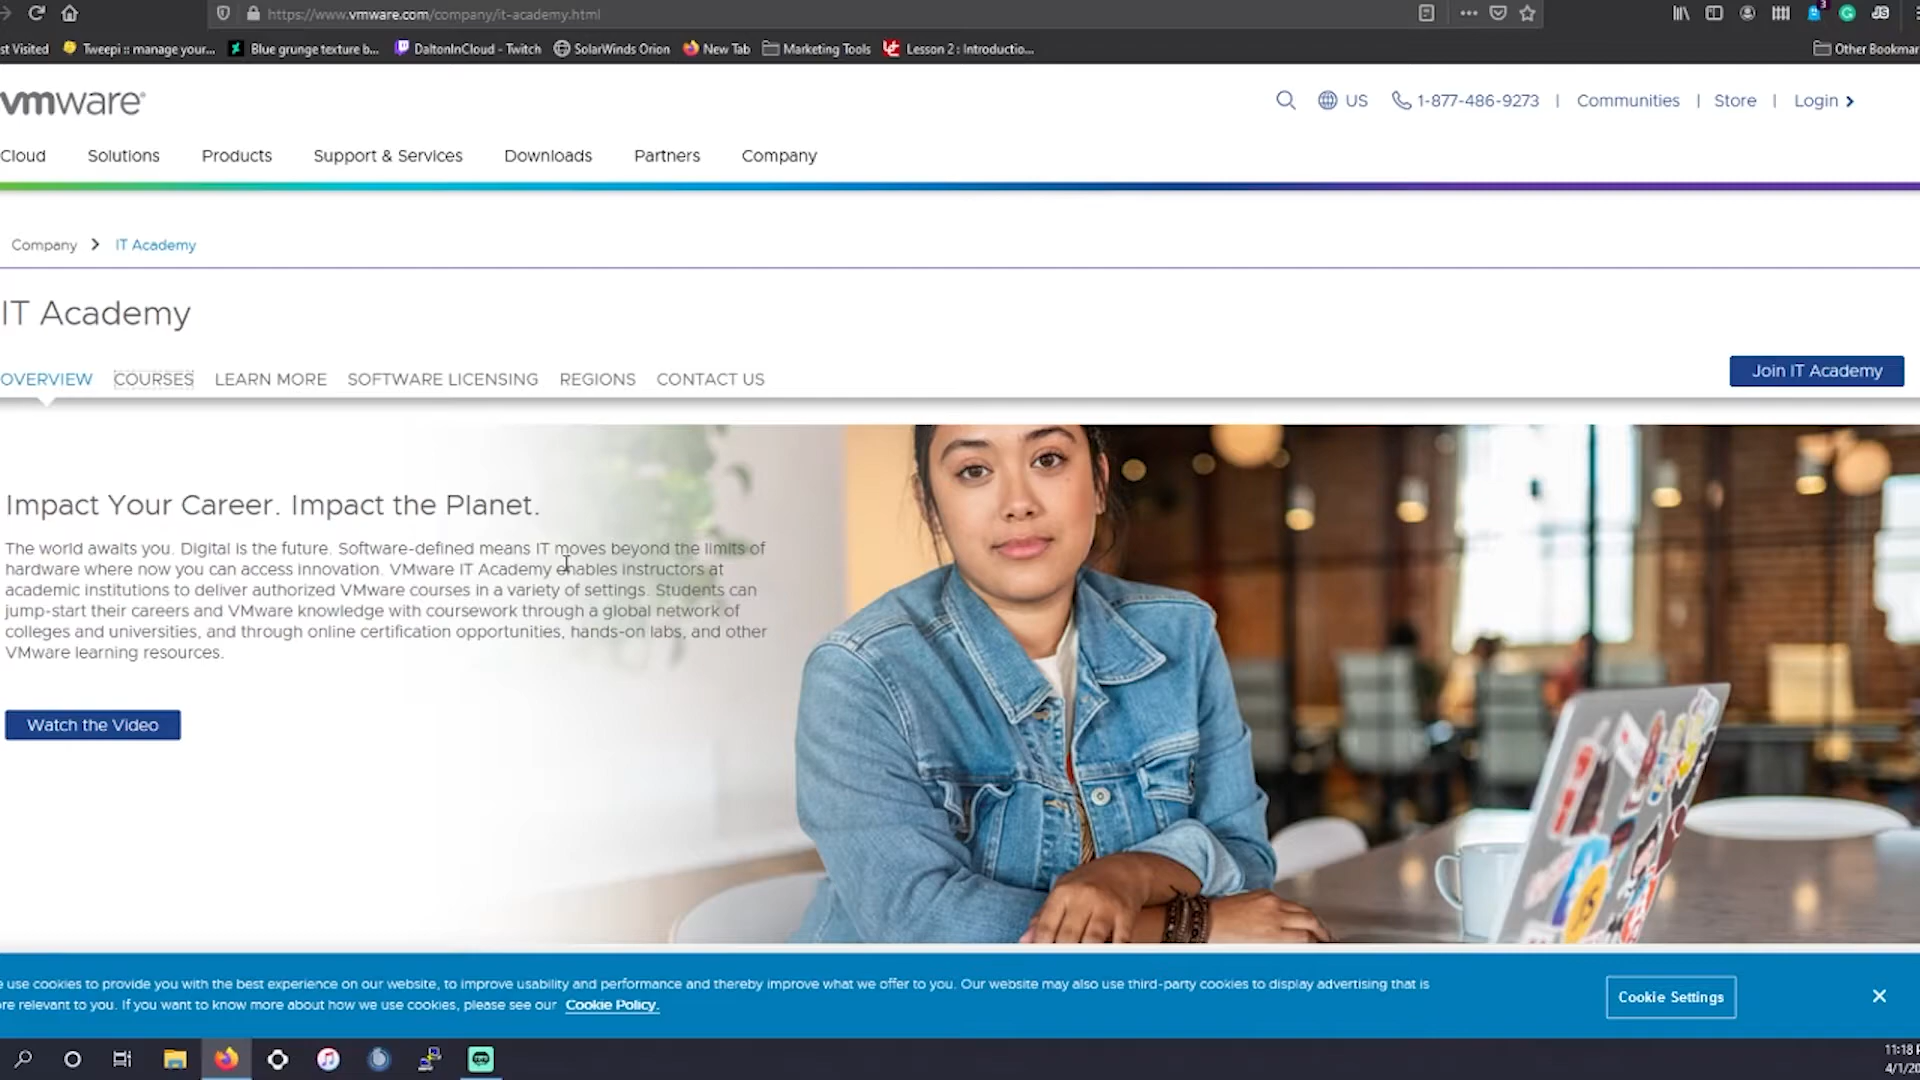 https://www.vmware.com/company/it-academy.html
st Visited Tweepi :: manage your... Blue grunge texture b... DaltonInCloud - Twitch SolarWinds Orion New Tab Marketing Tools Lesson 2 : Introductio... Other Bookmar
vmware®
US 1-877-486-9273 | Communities | Store | Login
Cloud Solutions Products Support & Services Downloads Partners Company
Company IT Academy
IT Academy
OVERVIEW COURSES LEARN MORE SOFTWARE LICENSING REGIONS CONTACT US
Join IT Academy
Impact Your Career. Impact the Planet.
The world awaits you. Digital is the future. Software-defined means IT moves beyond the limits of
hardware where now you can access innovation. VMware IT Academy enables instructors at
academic institutions to deliver authorized VMware courses in a variety of settings. Students can
jump-start their careers and VMware knowledge with coursework through a global network of
colleges and universities, and through online certification opportunities, hands-on labs, and other
VMware learning resources.
Watch the Video
e use cookies to provide you with the best experience on our website, to improve usability and performance and thereby improve what we offer to you. Our website may also use third-party cookies to display advertising that is
re relevant to you. If you want to know more about how we use cookies, please see our Cookie Policy.
Cookie Settings
11:18 P
4/1/20